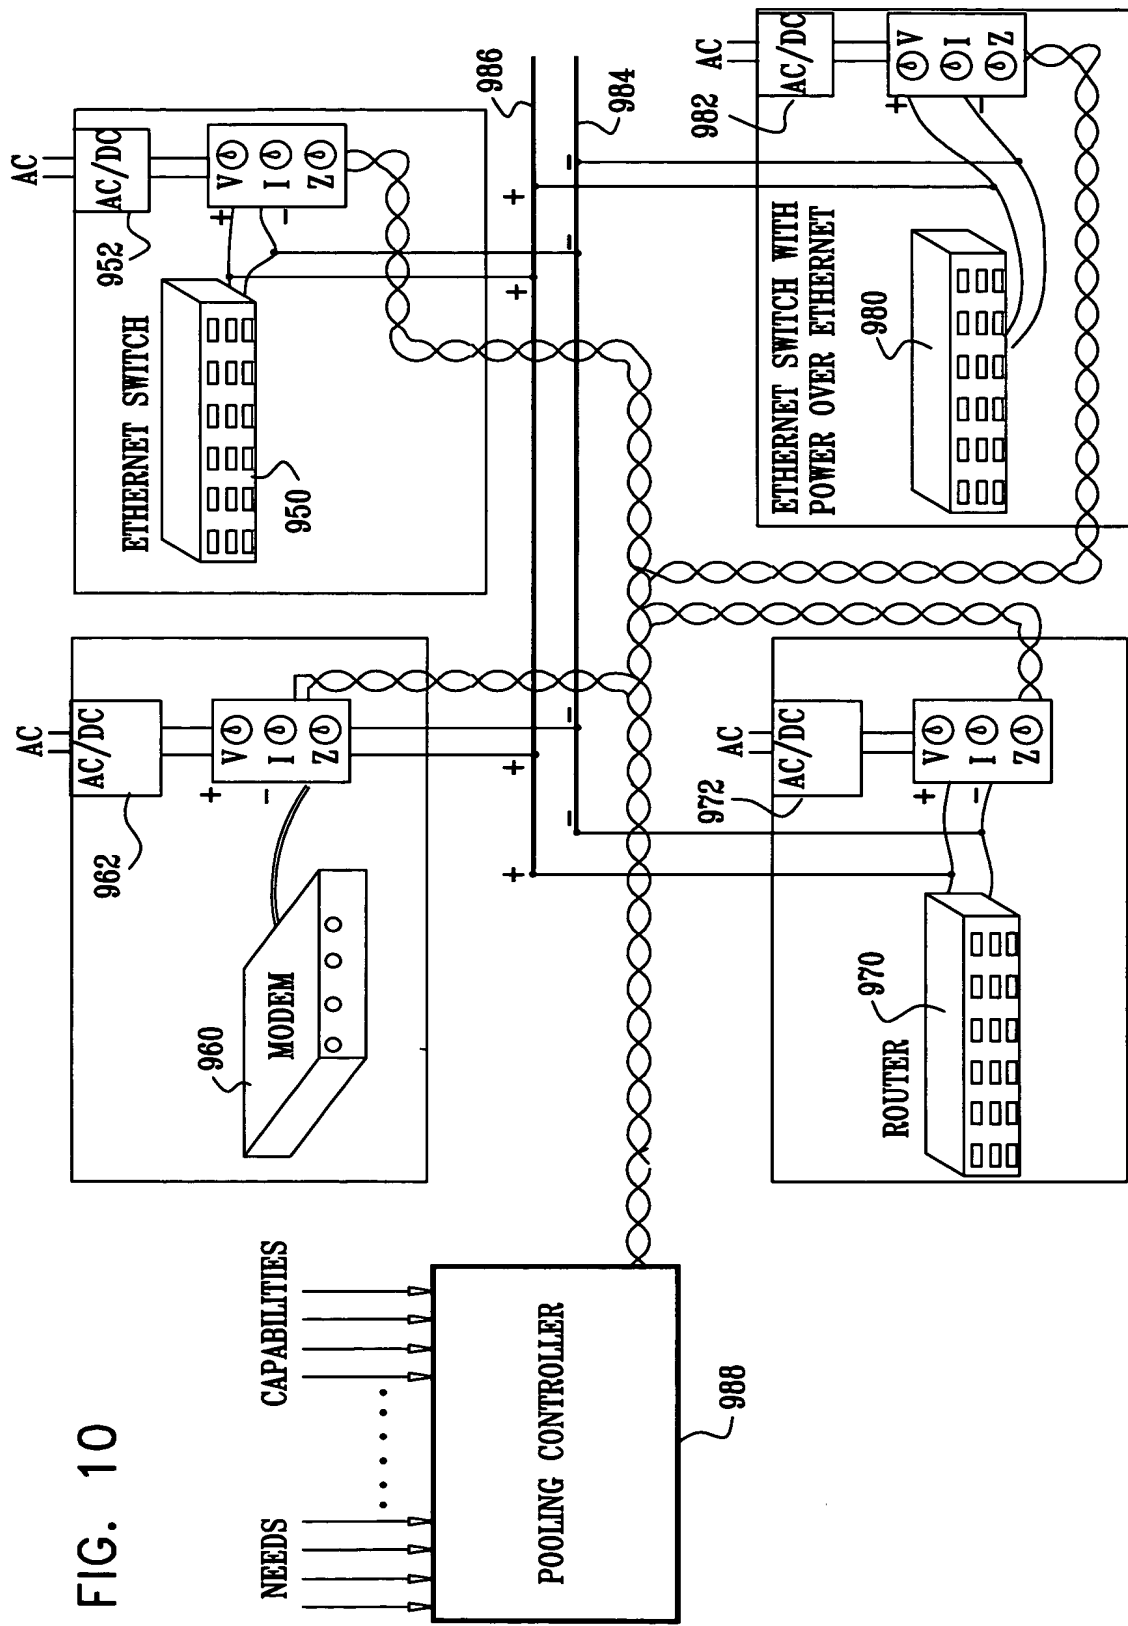 FIG. 10
NEEDS
CAPABILITIES
POOLING CONTROLLER
988
960
MODEM
962
AC
AC/DC
V
I
Z
+
-
+
-
ETHERNET SWITCH
950
952
AC
AC/DC
V
I
Z
+
-
+
-
986
984
+
-
+
-
ROUTER
970
972
AC
AC/DC
V
I
Z
+
-
ETHERNET SWITCH WITH
POWER OVER ETHERNET
980
982
AC
AC/DC
V
I
Z
+
-